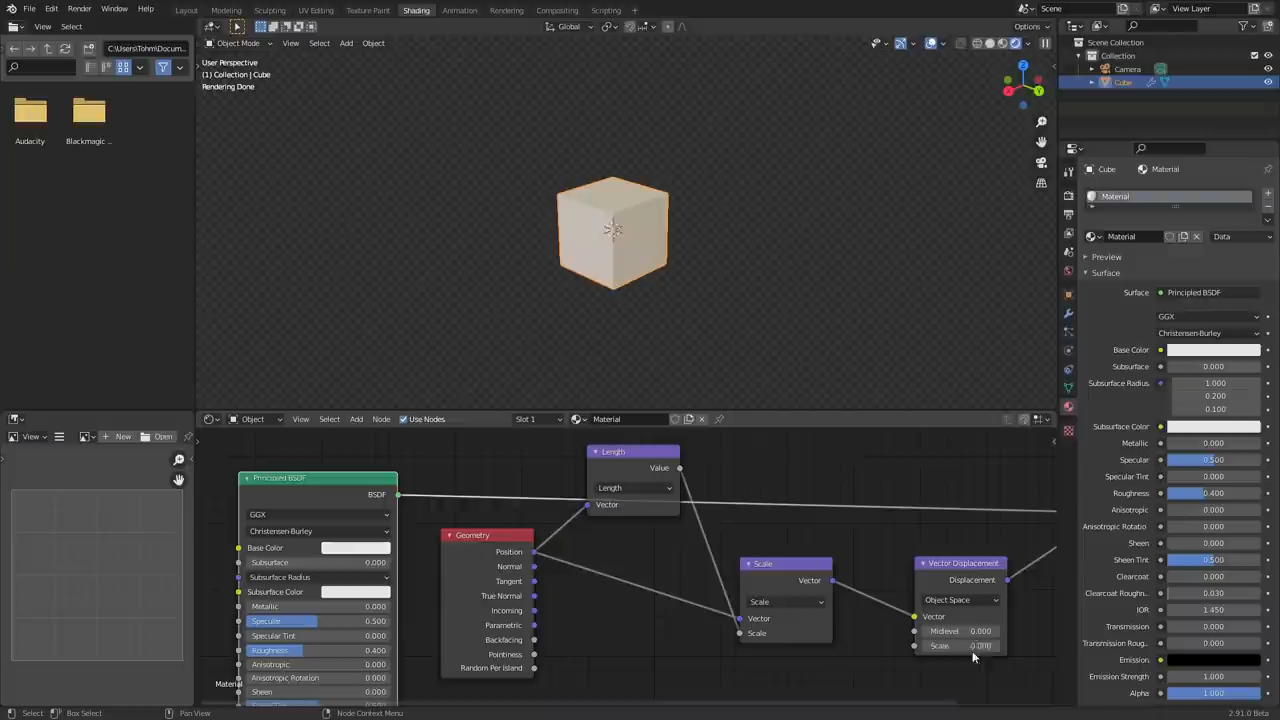 File Edit Render Window Help Layout Modeling Sculpting UV Editing Texture Paint Shading Animation Rendering Compositing Scripting Scene View Layer
View Select Global Options
C:\Users\Tohm\Docum... Object Mode View Select Add Object
Audacity Blackmagic ...
User Perspective
(1) Collection | Cube
Rendering Done
Scene Collection
Collection
Camera
Cube
Cube Material
Material
Material Data
Preview
Surface
Surface Principled BSDF
GGX
Christensen-Burley
Base Color
Subsurface 0.000
Subsurface Radius 1.000
0.200
0.100
Subsurface Color
Metallic 0.000
Specular 0.500
Specular Tint 0.000
Roughness 0.400
Anisotropic 0.000
Anisotropic Rotatio 0.000
Sheen 0.000
Sheen Tint 0.500
Clearcoat 0.000
Clearcoat Roughn... 0.030
IOR 1.450
Transmission 0.000
Transmission Roug... 0.000
Emission
Emission Strength 1.000
Alpha 1.000
View New Open
Object View Select Add Node Use Nodes Slot 1 Material
Principled BSDF
BSDF
GGX
Christensen-Burley
Base Color
Subsurface 0.000
Subsurface Radius
Subsurface Color
Metallic 0.000
Specular 0.500
Specular Tint 0.000
Roughness 0.400
Anisotropic 0.000
Anisotropic Rotation 0.000
Sheen 0.000
Material
Length
Value
Length
Vector
Geometry
Position
Normal
Tangent
True Normal
Incoming
Parametric
Backfacing
Pointiness
Random Per Island
Scale
Vector
Scale
Vector
Scale
Vector Displacement
Displacement
Object Space
Vector
Midlevel 0.000
Scale
Select Box Select Pan View Node Context Menu 2.91.0 Beta